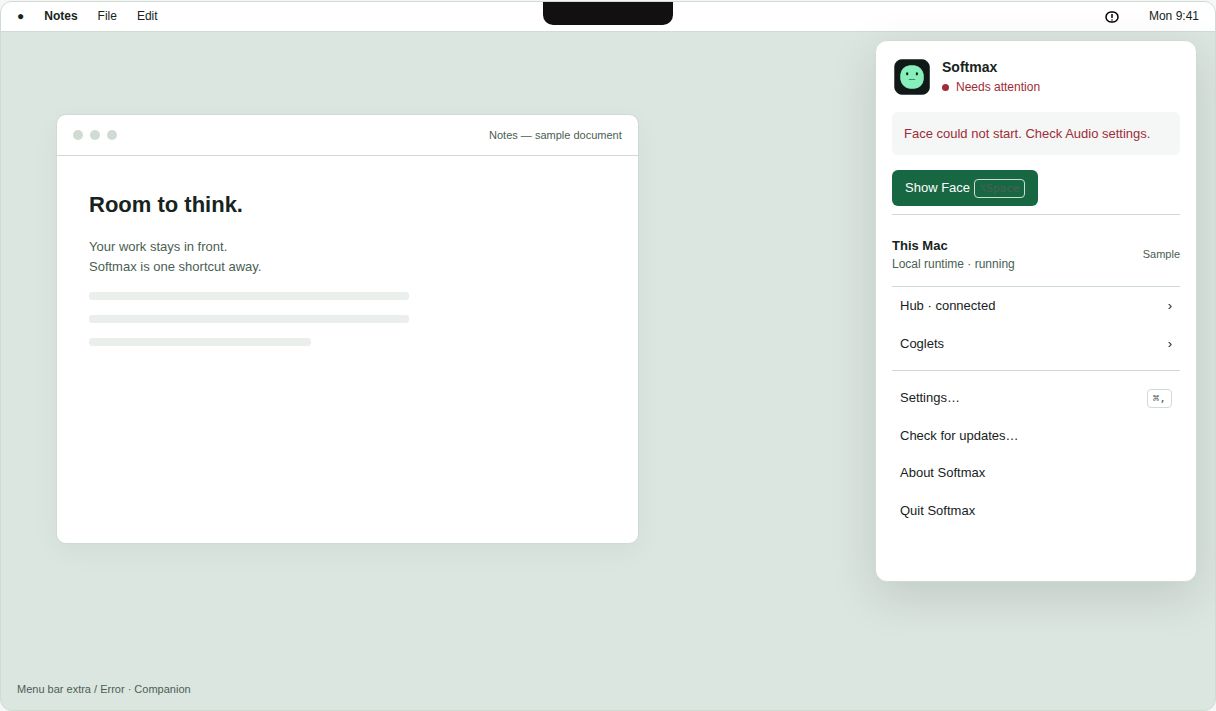 Notes File Edit Mon 9:41
Softmax
Needs attention
Face could not start. Check Audio settings.
Show Face ⌥Space
This Mac
Local runtime · running
Sample
Hub · connected ›
Coglets ›
Settings… ⌘,
Check for updates…
About Softmax
Quit Softmax
Notes — sample document
Room to think.
Your work stays in front.
Softmax is one shortcut away.
Menu bar extra / Error · Companion